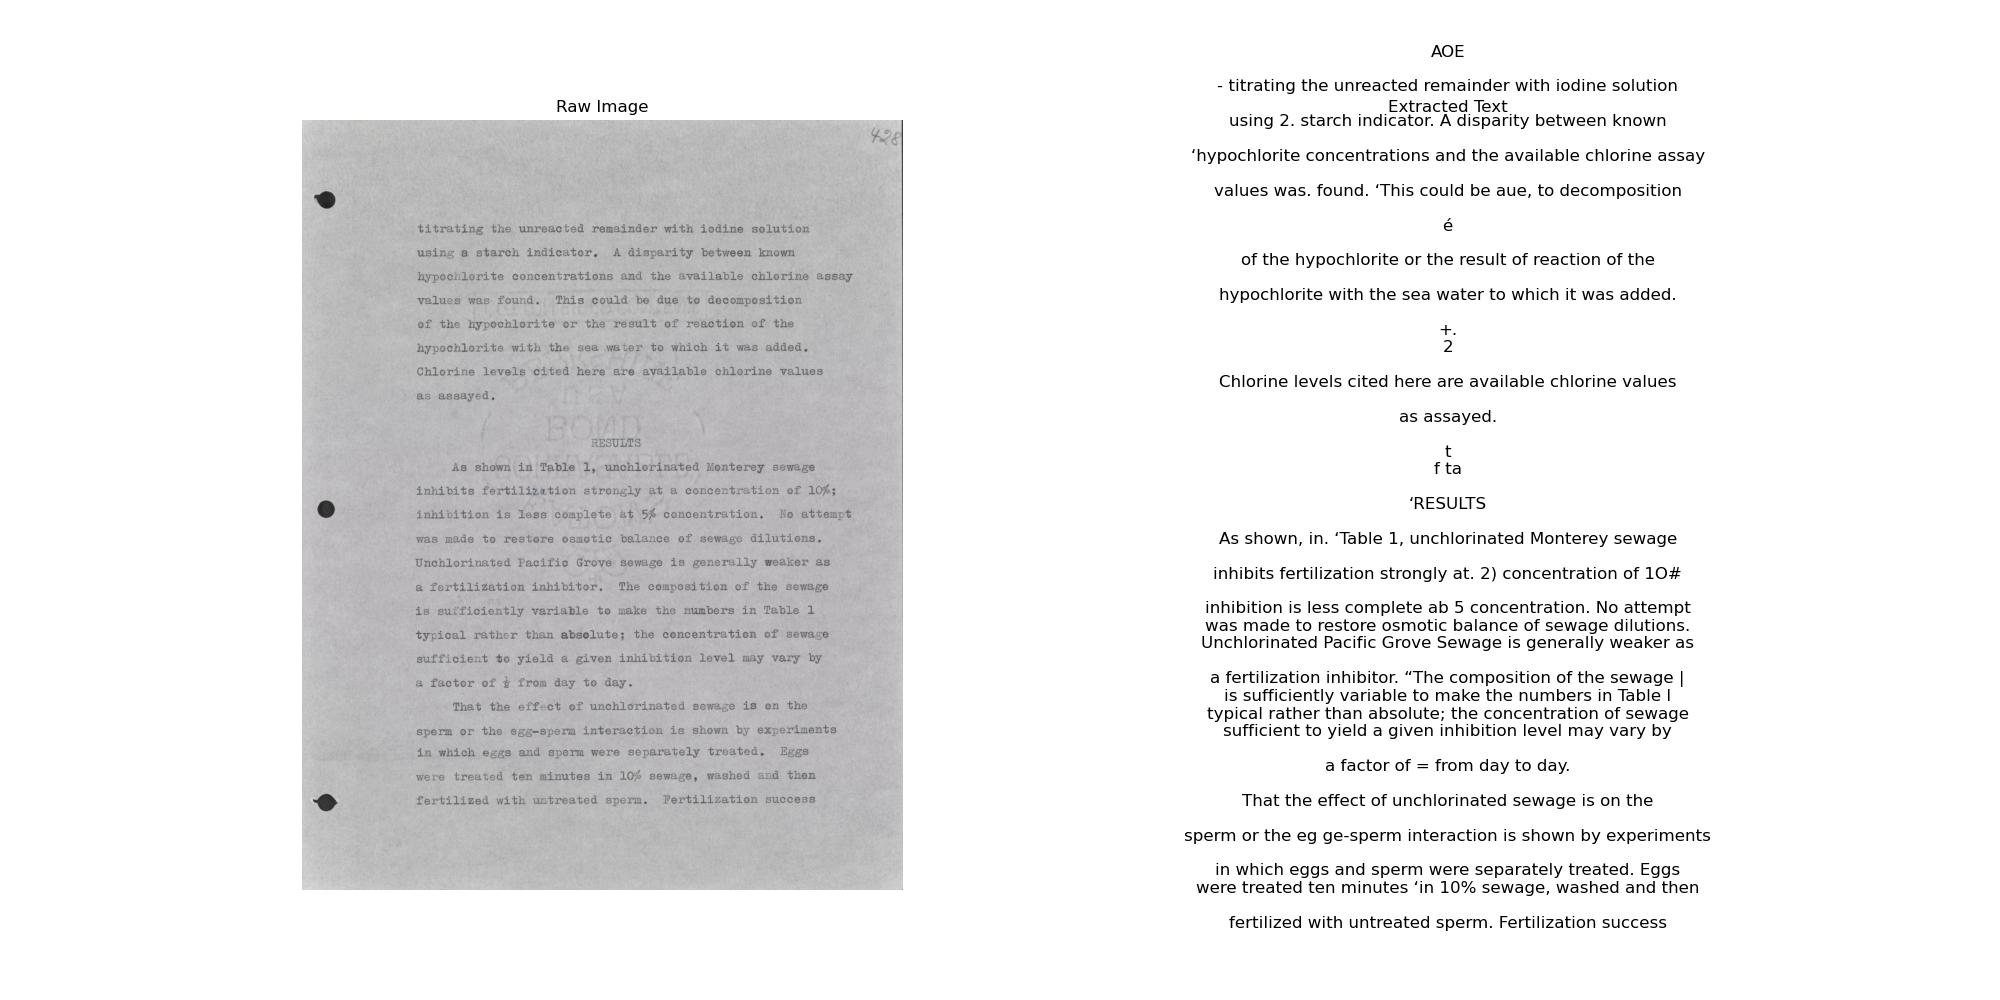 Raw Image
428
titrating the unreacted remainder with iodine solution
using a starch indicator. A disparity between known
hypochlorite concentrations and the available chlorine assay
values was found. This could be due to decomposition
of the hypochlorite or the result of reaction of the
hypochlorite with the sea water to which it was added.
Chlorine levels cited here are available chlorine values
as assayed.
RESULTS
As shown in Table 1, unchlorinated Monterey sewage
inhibits fertilization strongly at a concentration of 10%;
inhibition is less complete at 5% concentration. No attempt
was made to restore osmotic balance of sewage dilutions.
Unchlorinated Pacific Grove sewage is generally weaker as
a fertilization inhibitor. The composition of the sewage
is sufficiently variable to make the numbers in Table 1
typical rather than absolute; the concentration of sewage
sufficient to yield a given inhibition level may vary by
a factor of ½ from day to day.
That the effect of unchlorinated sewage is on the
sperm or the egg-sperm interaction is shown by experiments
in which eggs and sperm were separately treated. Eggs
were treated ten minutes in 10% sewage, washed and then
fertilized with untreated sperm. Fertilization success
AOE
- titrating the unreacted remainder with iodine solution
Extracted Text
using 2. starch indicator. A disparity between known
‘hypochlorite concentrations and the available chlorine assay
values was. found. ‘This could be aue, to decomposition
é
of the hypochlorite or the result of reaction of the
hypochlorite with the sea water to which it was added.
+.
2
Chlorine levels cited here are available chlorine values
as assayed.
t
f ta
‘RESULTS
As shown, in. ‘Table 1, unchlorinated Monterey sewage
inhibits fertilization strongly at. 2) concentration of 1O#
inhibition is less complete ab 5 concentration. No attempt
was made to restore osmotic balance of sewage dilutions.
Unchlorinated Pacific Grove Sewage is generally weaker as
a fertilization inhibitor. “The composition of the sewage |
is sufficiently variable to make the numbers in Table l
typical rather than absolute; the concentration of sewage
sufficient to yield a given inhibition level may vary by
a factor of = from day to day.
That the effect of unchlorinated sewage is on the
sperm or the eg ge-sperm interaction is shown by experiments
in which eggs and sperm were separately treated. Eggs
were treated ten minutes ‘in 10% sewage, washed and then
fertilized with untreated sperm. Fertilization success